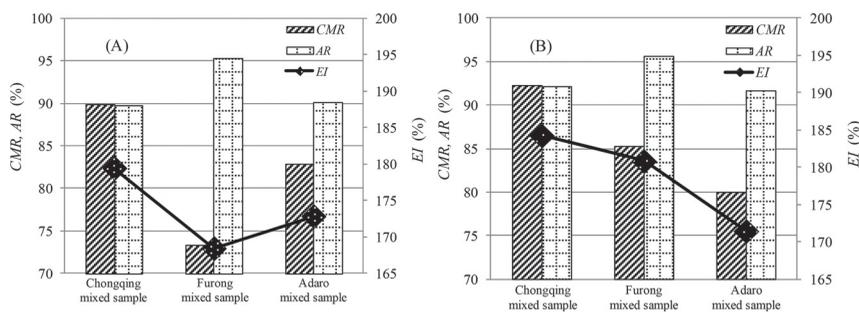 100
95
90
85
80
75
70
CMR, AR (%)
(A)
CMR
AR
EI
200
195
190
185
180
175
170
165
EI (%)
Chongqing
mixed sample
Furong
mixed sample
Adaro
mixed sample
100
95
90
85
80
75
70
CMR, AR (%)
(B)
CMR
AR
EI
200
195
190
185
180
175
170
165
EI (%)
Chongqing
mixed sample
Furong
mixed sample
Adaro
mixed sample